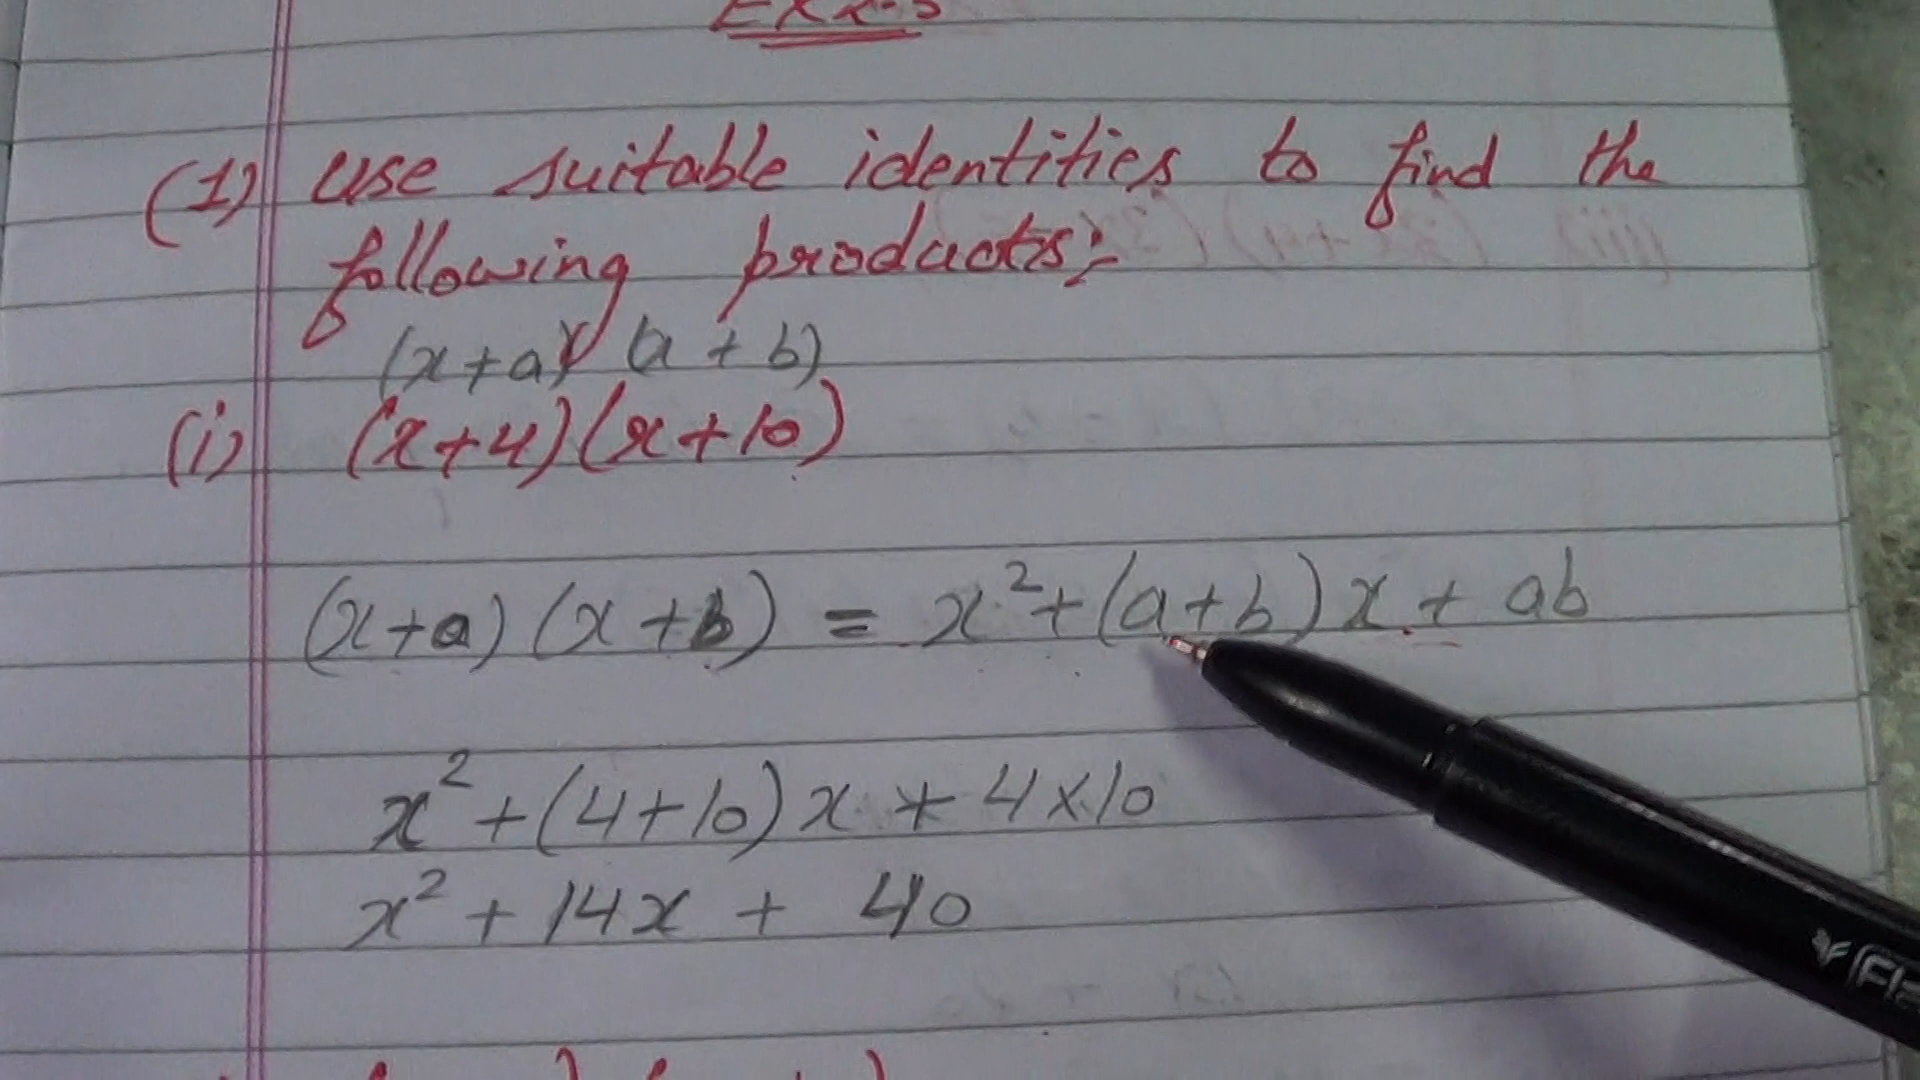 (1) Use suitable identities to find the
following products:
(x+a) (x+b)
(i) (x+4)(x+10)
(x+a) (x+b) = x²+(a+b)x + ab
x²+(4+10)x + 4×10
x² + 14x + 40